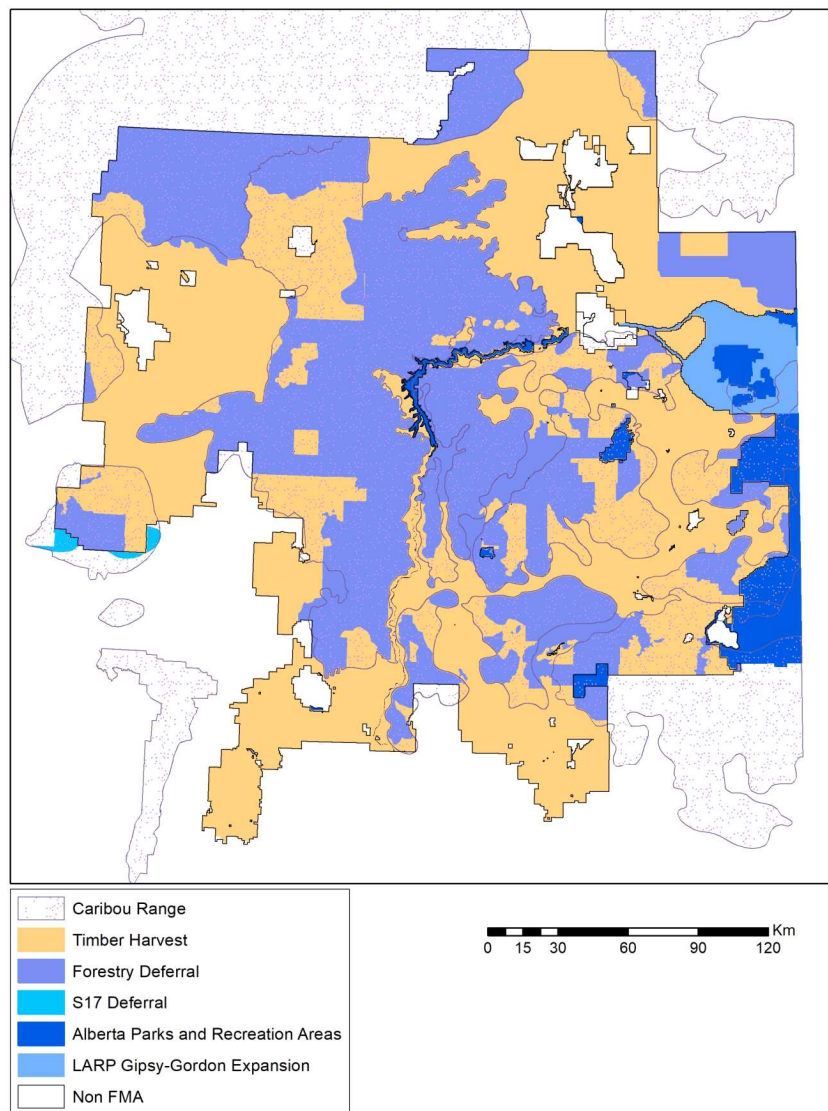 Caribou Range
Timber Harvest
Forestry Deferral
S17 Deferral
Alberta Parks and Recreation Areas
LARP Gipsy-Gordon Expansion
Non FMA
Km
0 15 30 60 90 120